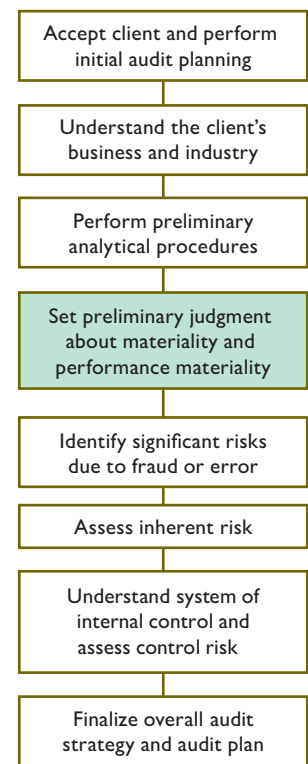 Accept client and perform
initial audit planning
Understand the client's
business and industry
Perform preliminary
analytical procedures
Set preliminary judgment
about materiality and
performance materiality
Identify significant risks
due to fraud or error
Assess inherent risk
Understand system of
internal control and
assess control risk
Finalize overall audit
strategy and audit plan